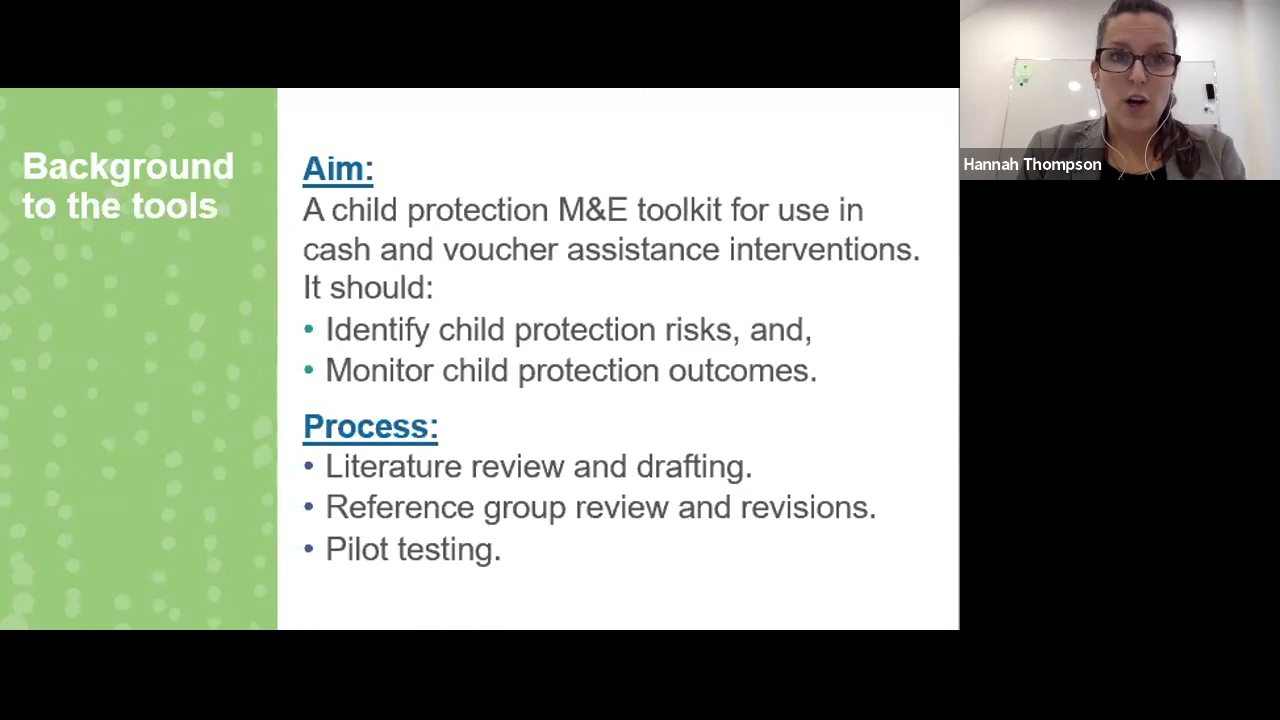 Background
to the tools
Aim:
A child protection M&E toolkit for use in
cash and voucher assistance interventions.
It should:
• Identify child protection risks, and,
• Monitor child protection outcomes.
Process:
• Literature review and drafting.
• Reference group review and revisions.
• Pilot testing.
Hannah Thompson